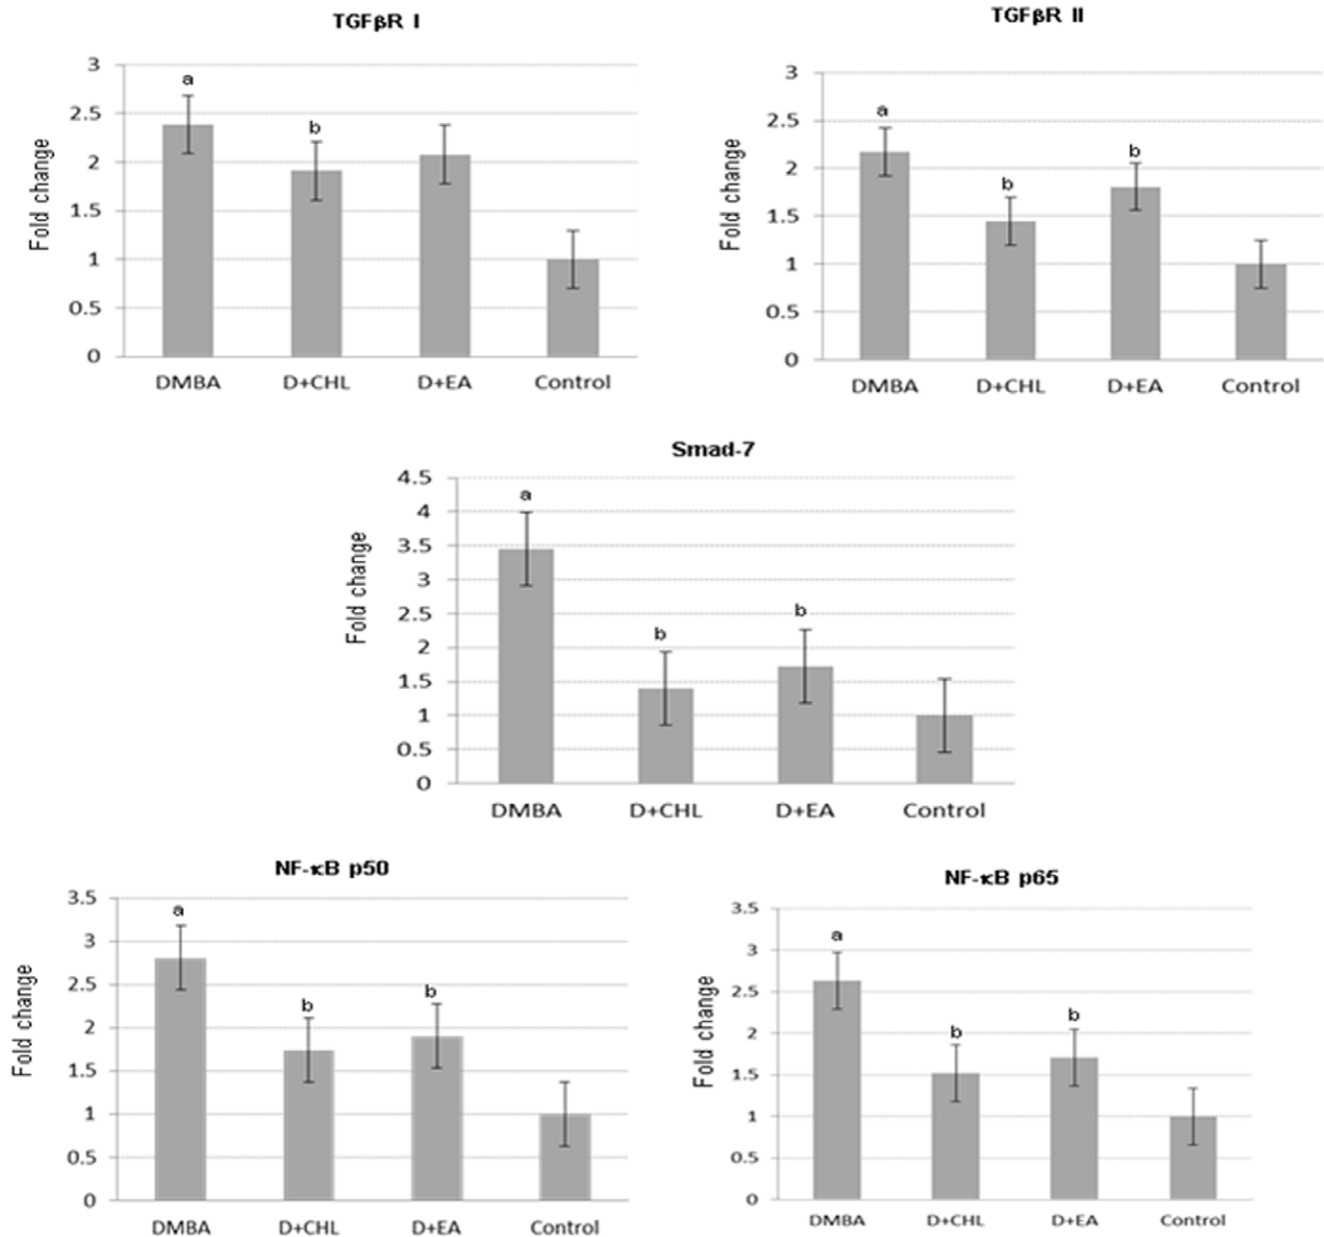 TGFβR I
3
2.5
2
1.5
1
0.5
0
Fold change
a
b
DMBA D+CHL D+EA Control
TGFβR II
3
2.5
2
1.5
1
0.5
0
Fold change
a
b
b
DMBA D+CHL D+EA Control
Smad-7
4.5
4
3.5
3
2.5
2
1.5
1
0.5
0
Fold change
a
b
b
DMBA D+CHL D+EA Control
NF-κB p50
3.5
3
2.5
2
1.5
1
0.5
0
Fold change
a
b
b
DMBA D+CHL D+EA Control
NF-κB p65
3.5
3
2.5
2
1.5
1
0.5
0
Fold change
a
b
b
DMBA D+CHL D+EA Control